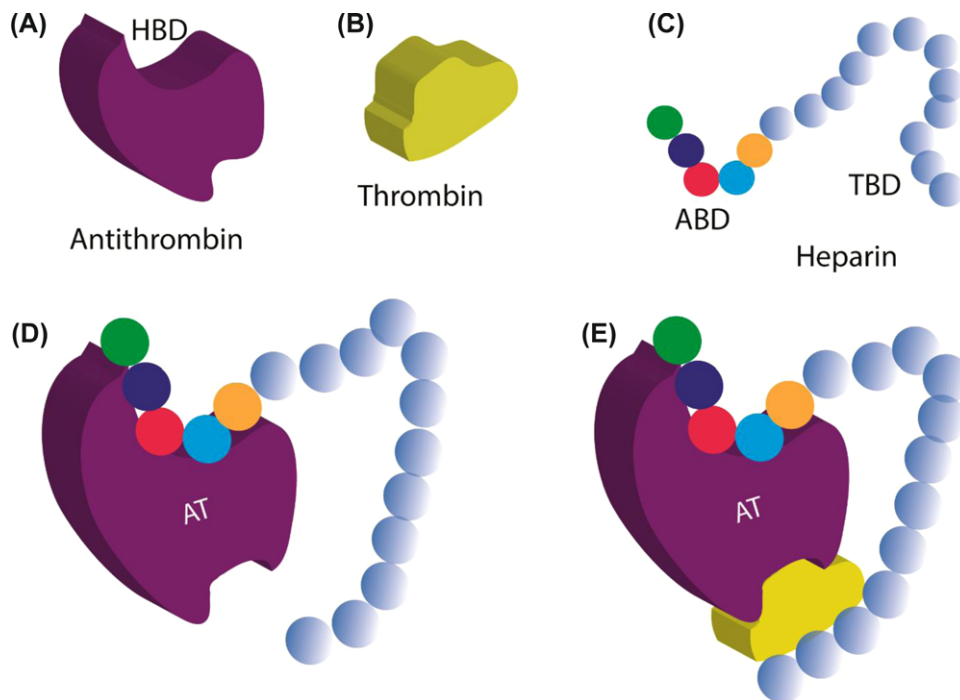 (A)
HBD
Antithrombin
(B)
Thrombin
(C)
ABD
TBD
Heparin
(D)
AT
(E)
AT